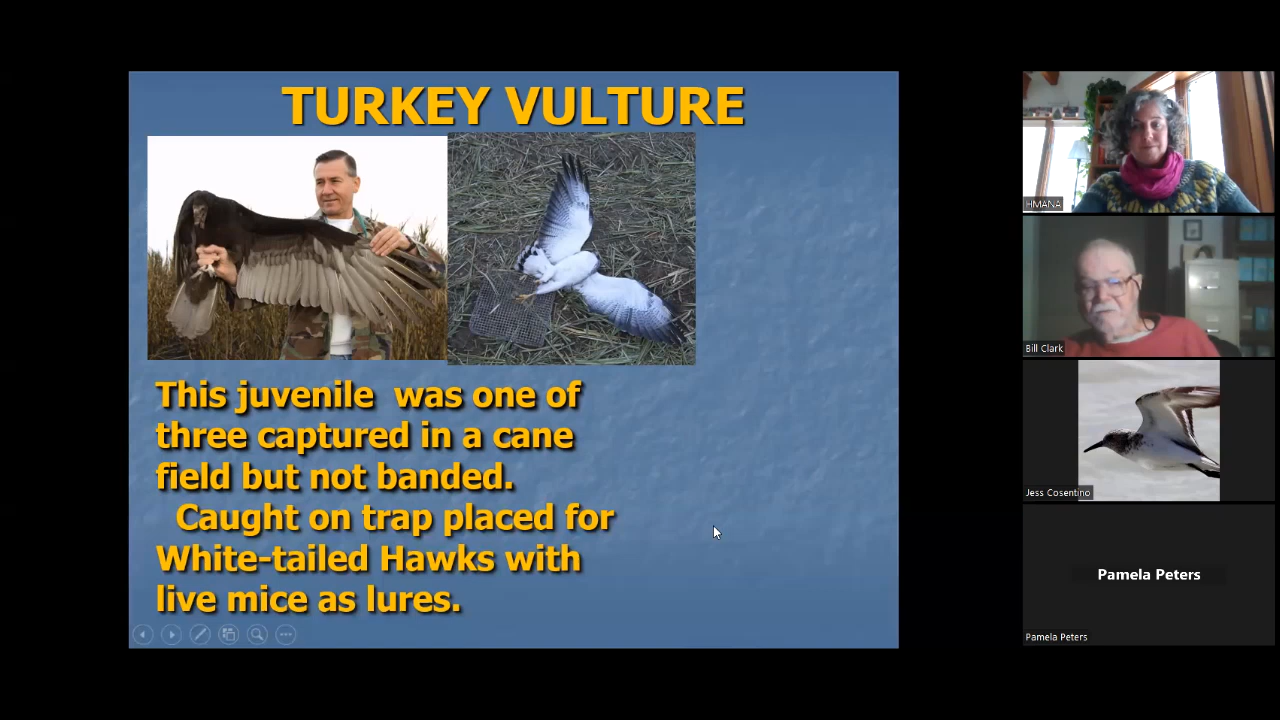 TURKEY VULTURE
This juvenile  was one of
three captured in a cane
field but not banded.
Caught on trap placed for
White-tailed Hawks with
live mice as lures.
HMANA
Bill Clark
Jess Cosentino
Pamela Peters
Pamela Peters